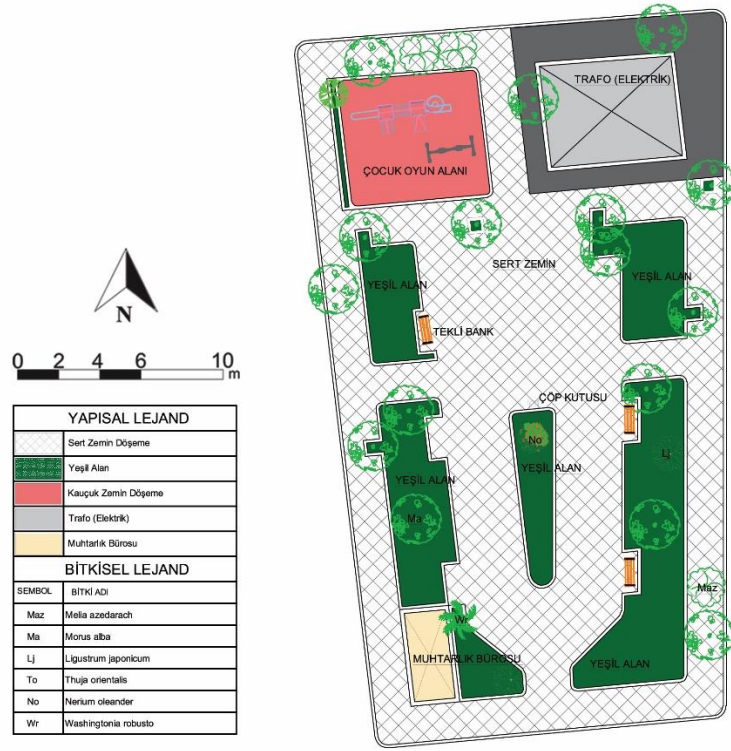 TRAFO (ELEKTRİK)
ÇOCUK OYUN ALANI
SERT ZEMİN
YEŞİL ALAN
YEŞİL ALAN
TEKLİ BANK
N
0 2 4 6 10
m
ÇÖP KUTUSU
No
Lj
YEŞİL ALAN
YEŞİL ALAN
Ma
Maz
Wr
MUHTARLIK BÜROSU
YEŞİL ALAN
YAPISAL LEJAND
Sert Zemin Döşeme
Yeşil Alan
Kauçuk Zemin Döşeme
Trafo (Elektrik)
Muhtarlık Bürosu
BİTKİSEL LEJAND
SEMBOL BİTKİ ADI
Maz Melia azedarach
Ma Morus alba
Lj Ligustrum japonicum
To Thuja orientalis
No Nerium oleander
Wr Washingtonia robusto